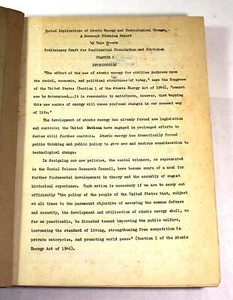 Social Implications of Atomic Energy and Technological Change,
A Research Planning Report
by
Preliminary Draft for Confidential Circulation and Criticism
CHAPTER I
INTRODUCTION
"The effect of the use of atomic energy for civilian purposes upon
the social, economic, and political structures of today," says the Congress
of the United States (Section 1 of the Atomic Energy Act of 1946), "cannot
now be determined...It is reasonable to anticipate, however, that tapping
this new source of energy will cause profound changes in our present way
of life."
The development of atomic energy has already forced governments
and through the United Nations have engaged in prolonged efforts to devise
still further controls. Atomic energy has dramatically forced
public thinking and public policy to give new and serious consideration to
technological change.
In designing our new policies, the social sciences, as represented
in the Social Science Research Council, have become aware of a need for
further fundamental developments in theory and the assembly of cogent
historical experience. Such action is necessary if we are to carry out
efficiently "the policy of the people of the United States that, subject
at all times to the paramount objective of assuring the common defense
and security, the development and utilization of atomic energy shall, so
far as practicable, be directed toward improving the public welfare,
increasing the standard of living, strengthening free competition in
private enterprise, and promoting world peace" (Section 1 of the Atomic
Energy Act of 1946).